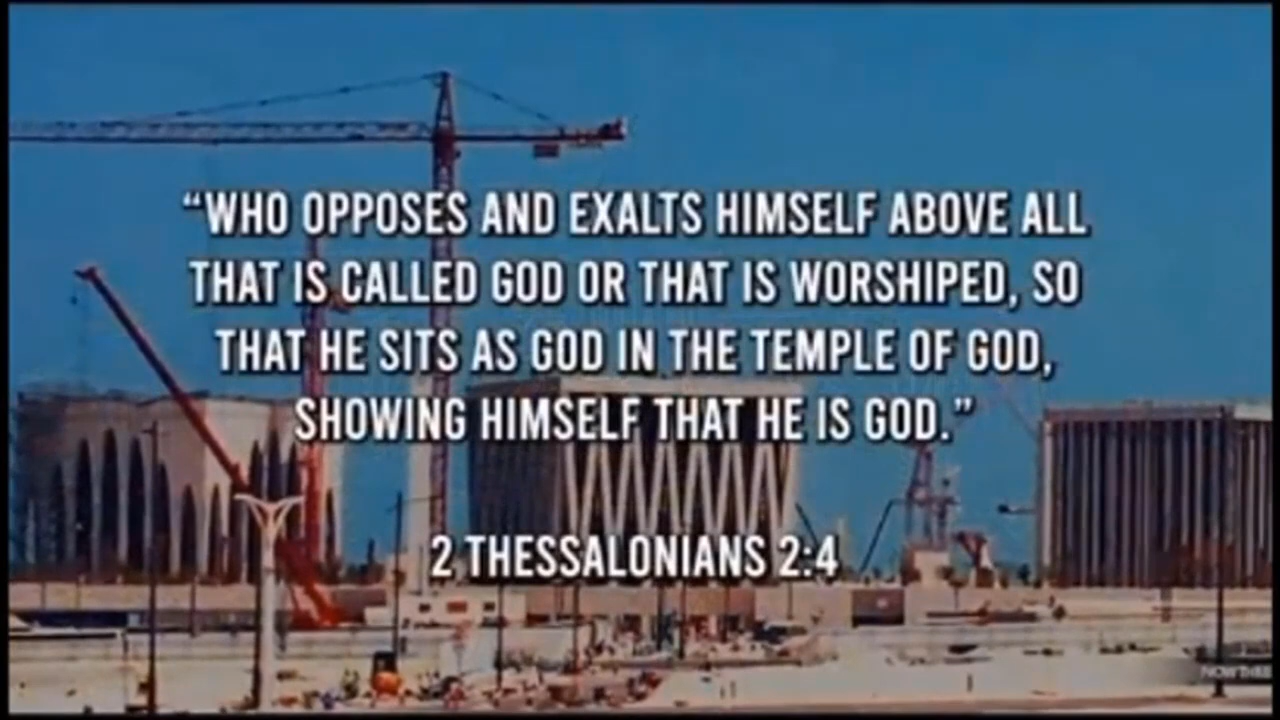 “WHO OPPOSES AND EXALTS HIMSELF ABOVE ALL
THAT IS CALLED GOD OR THAT IS WORSHIPED, SO
THAT HE SITS AS GOD IN THE TEMPLE OF GOD,
SHOWING HIMSELF THAT HE IS GOD.”
2 THESSALONIANS 2:4